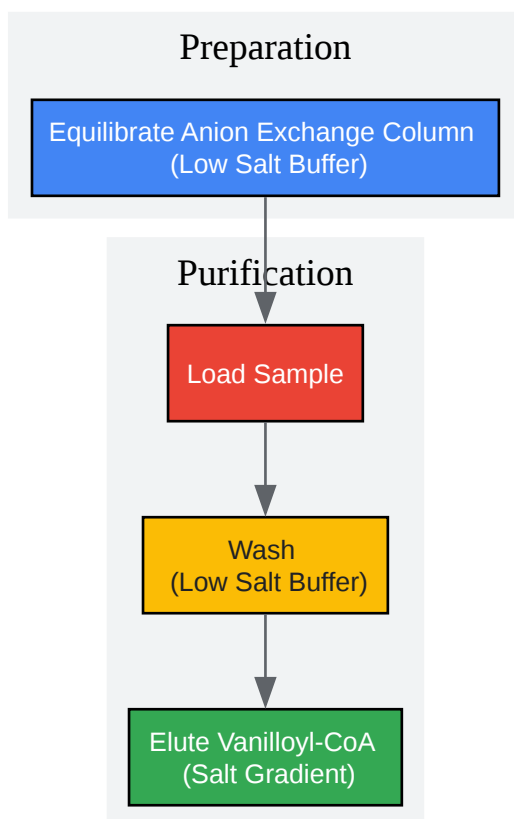 Preparation
Equilibrate Anion Exchange Column
(Low Salt Buffer)
Purification
Load Sample
Wash
(Low Salt Buffer)
Elute Vanilloyl-CoA
(Salt Gradient)